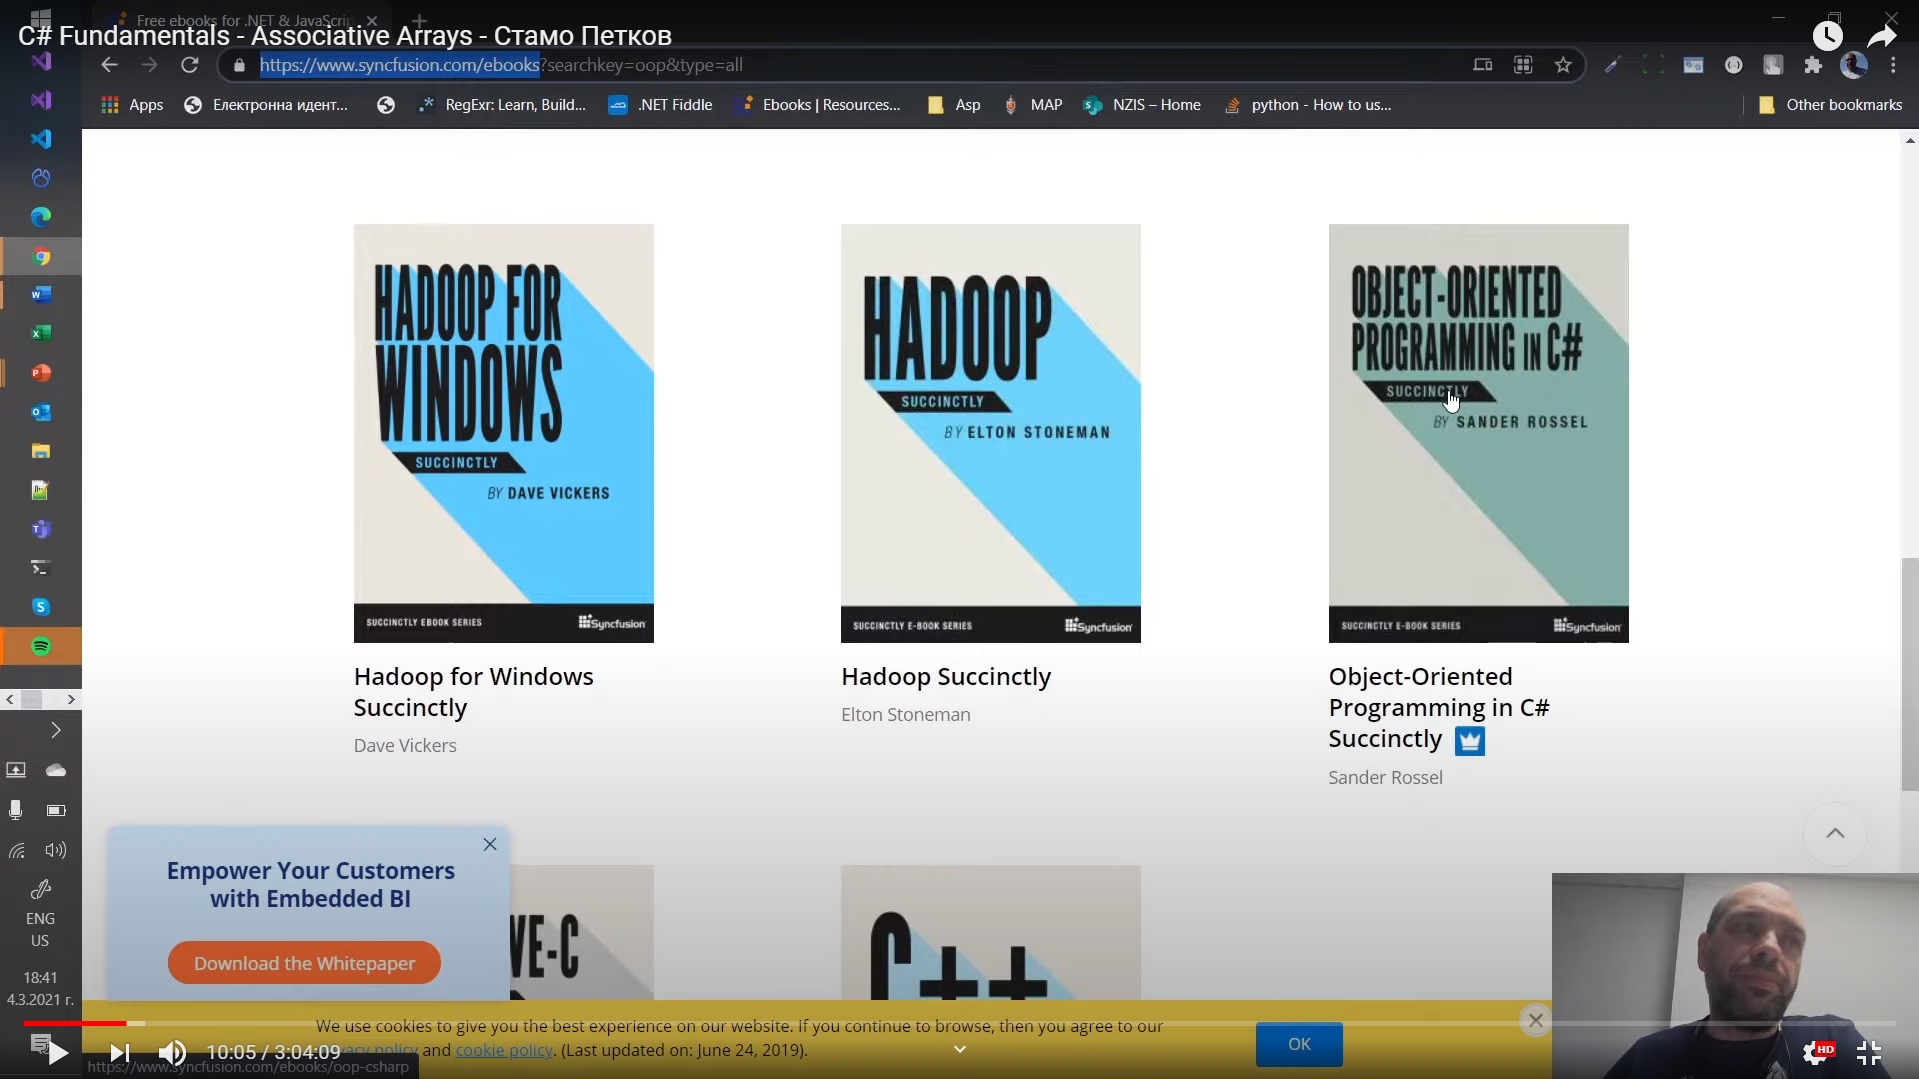 Free ebooks for .NET & JavaScrip
C# Fundamentals - Associative Arrays - Стамо Петков
https://www.syncfusion.com/ebooks?searchkey=oop&type=all
Apps
Електронна идент...
RegExr: Learn, Build...
.NET Fiddle
Ebooks | Resources...
Asp
MAP
NZIS – Home
python - How to us...
Other bookmarks
HADOOP FOR
WINDOWS
SUCCINCTLY
BY DAVE VICKERS
SUCCINCTLY EBOOK SERIES
Syncfusion
HADOOP
SUCCINCTLY
BY ELTON STONEMAN
SUCCINCTLY E-BOOK SERIES
Syncfusion
OBJECT-ORIENTED
PROGRAMMING IN C#
SUCCINCTLY
BY SANDER ROSSEL
SUCCINCTLY E-BOOK SERIES
Syncfusion
Hadoop for Windows
Succinctly
Dave Vickers
Hadoop Succinctly
Elton Stoneman
Object-Oriented
Programming in C#
Succinctly
Sander Rossel
Empower Your Customers
with Embedded BI
Download the Whitepaper
VE-C
C++
ENG
US
18:41
4.3.2021 г.
We use cookies to give you the best experience on our website. If you continue to browse, then you agree to our
policy and cookie policy. (Last updated on: June 24, 2019).
OK
10:05 / 3:04:09
HD
https://www.syncfusion.com/ebooks/oop-csharp